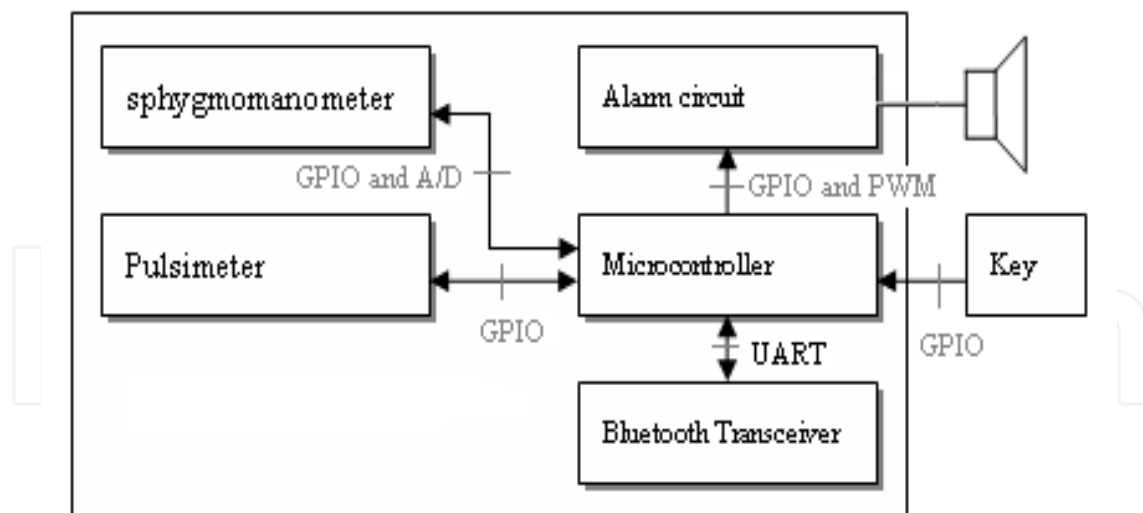 sphygmomanometer
Alarm circuit
GPIO and A/D
GPIO and PWM
Pulsimeter
Microcontroller
Key
GPIO
GPIO
UART
Bluetooth Transceiver